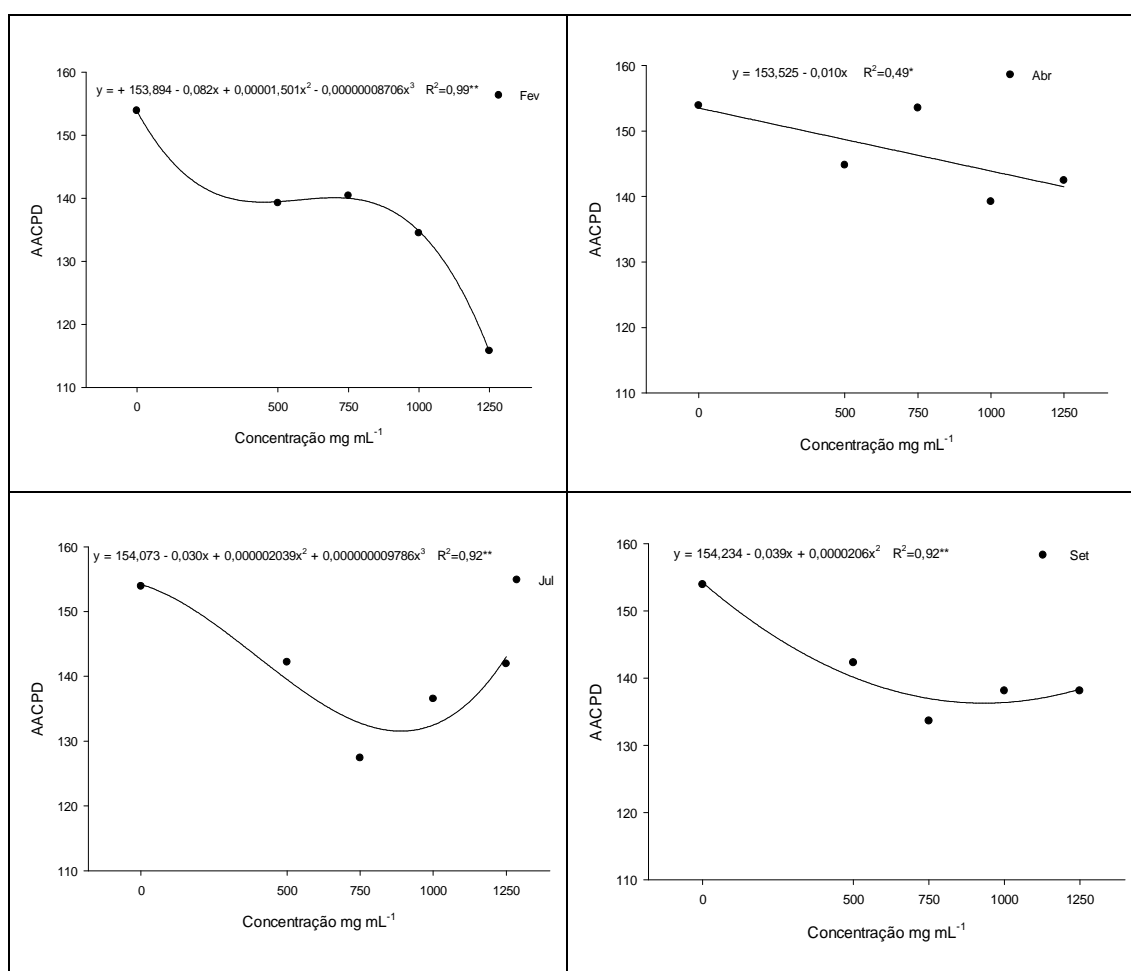 160
y = + 153,894 - 0,082x + 0,00001,501x² - 0,00000008706x³ R²=0,99**
Fev
150
140
AACPD
130
120
110
0 500 750 1000 1250
Concentração mg mL⁻¹
160
y = 153,525 - 0,010x R²=0,49*
Abr
150
140
AACPD
130
120
110
0 500 750 1000 1250
Concentração mg mL⁻¹
160
y = 154,073 - 0,030x + 0,000002039x² + 0,000000009786x³ R²=0,92**
Jul
150
140
AACPD
130
120
110
0 500 750 1000 1250
Concentração mg mL⁻¹
160
y = 154,234 - 0,039x + 0,0000206x² R²=0,92**
Set
150
140
AACPD
130
120
110
0 500 750 1000 1250
Concentração mg mL⁻¹